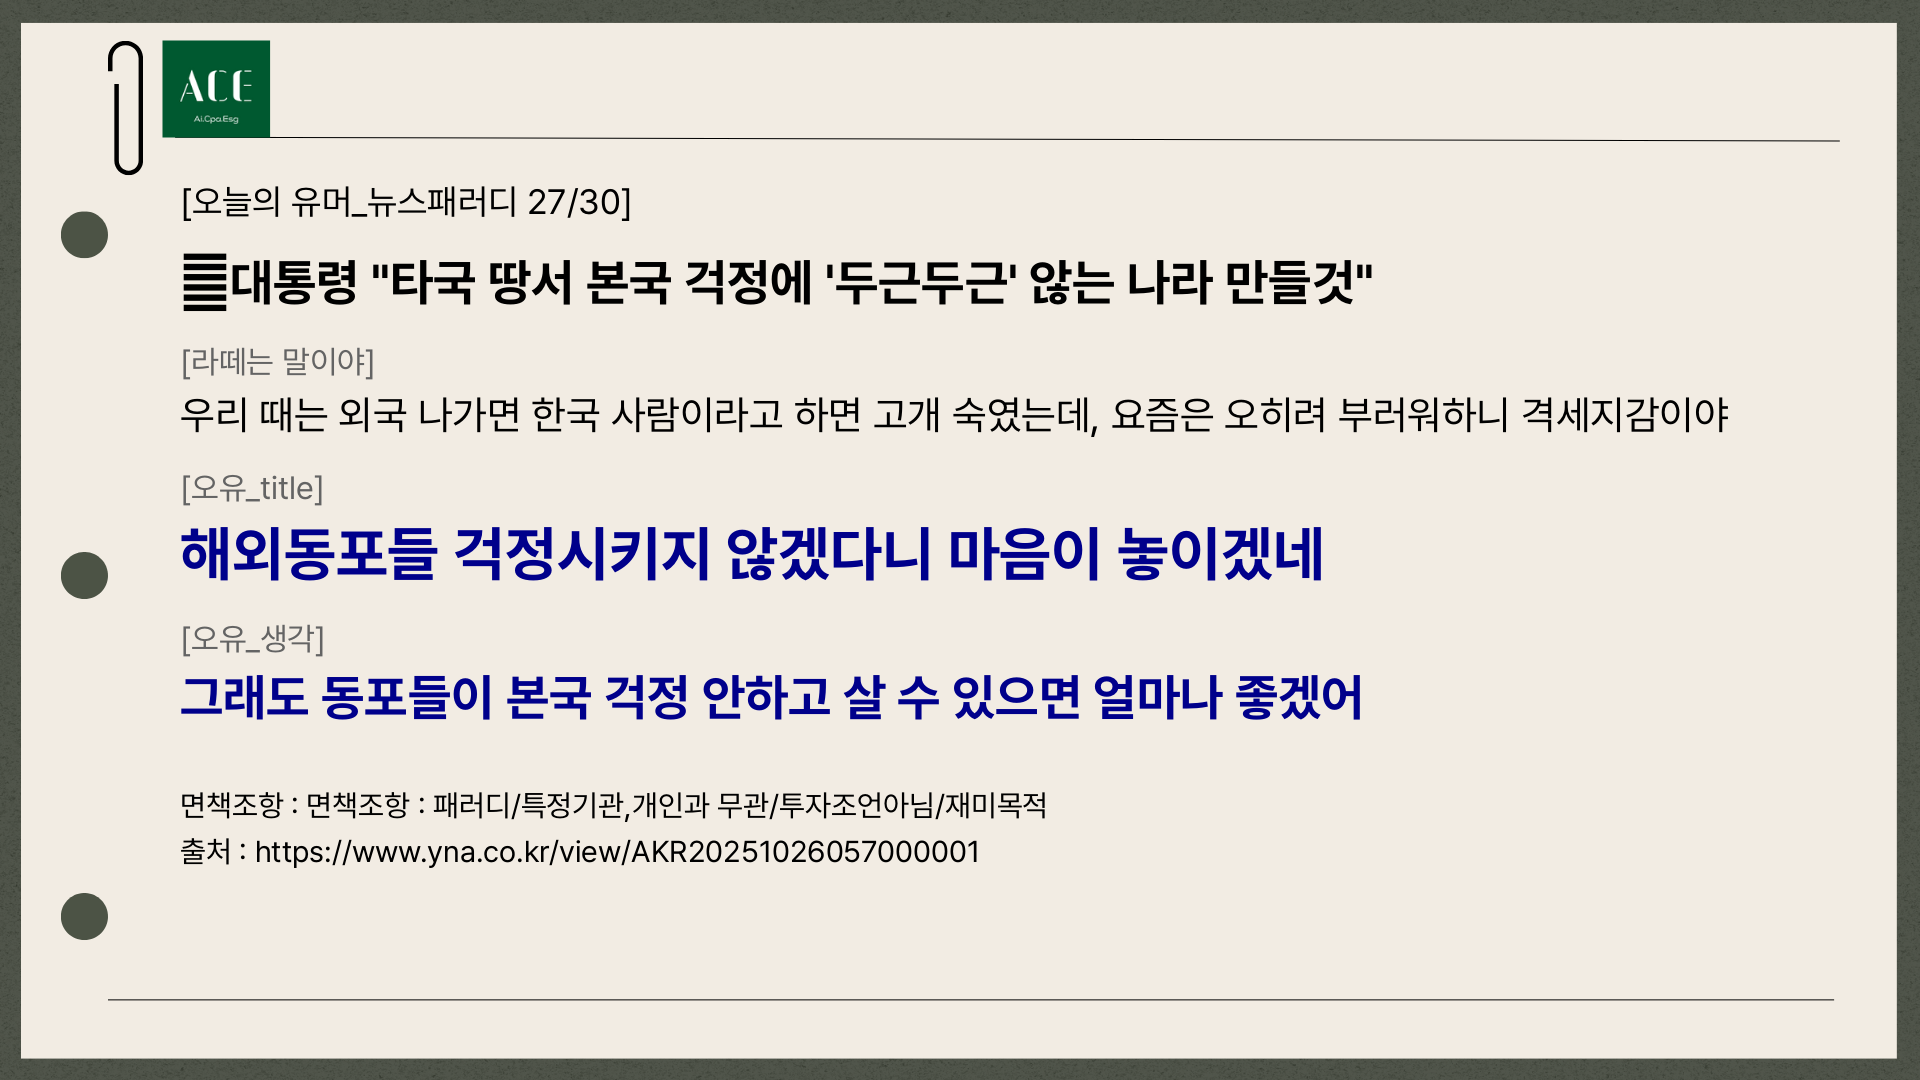 ACE
Ai.Cpa.Esg
[오늘의 유머_뉴스패러디 27/30]
䷀대통령 "타국 땅서 본국 걱정에 '두근두근' 않는 나라 만들것"
[라떼는 말이야]
우리 때는 외국 나가면 한국 사람이라고 하면 고개 숙였는데, 요즘은 오히려 부러워하니 격세지감이야
[오유_title]
해외동포들 걱정시키지 않겠다니 마음이 놓이겠네
[오유_생각]
그래도 동포들이 본국 걱정 안하고 살 수 있으면 얼마나 좋겠어
면책조항 : 면책조항 : 패러디/특정기관,개인과 무관/투자조언아님/재미목적
출처 : https://www.yna.co.kr/view/AKR20251026057000001